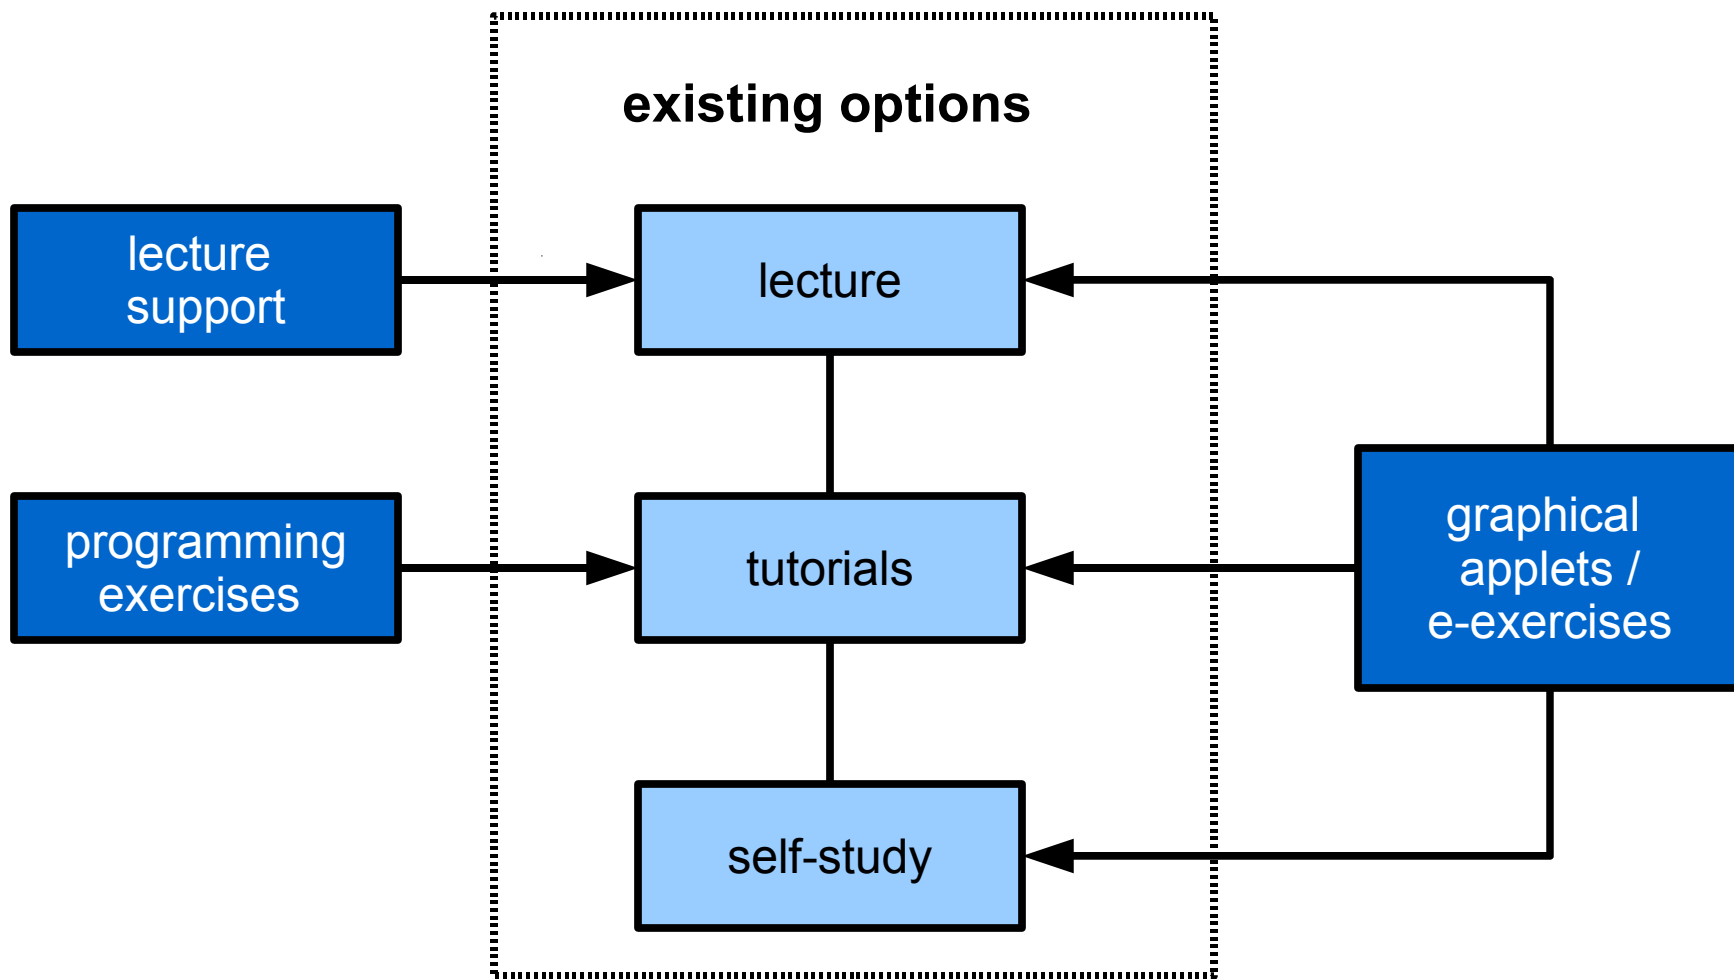 existing options
lecture
support
lecture
programming
exercises
tutorials
graphical
applets /
e-exercises
self-study